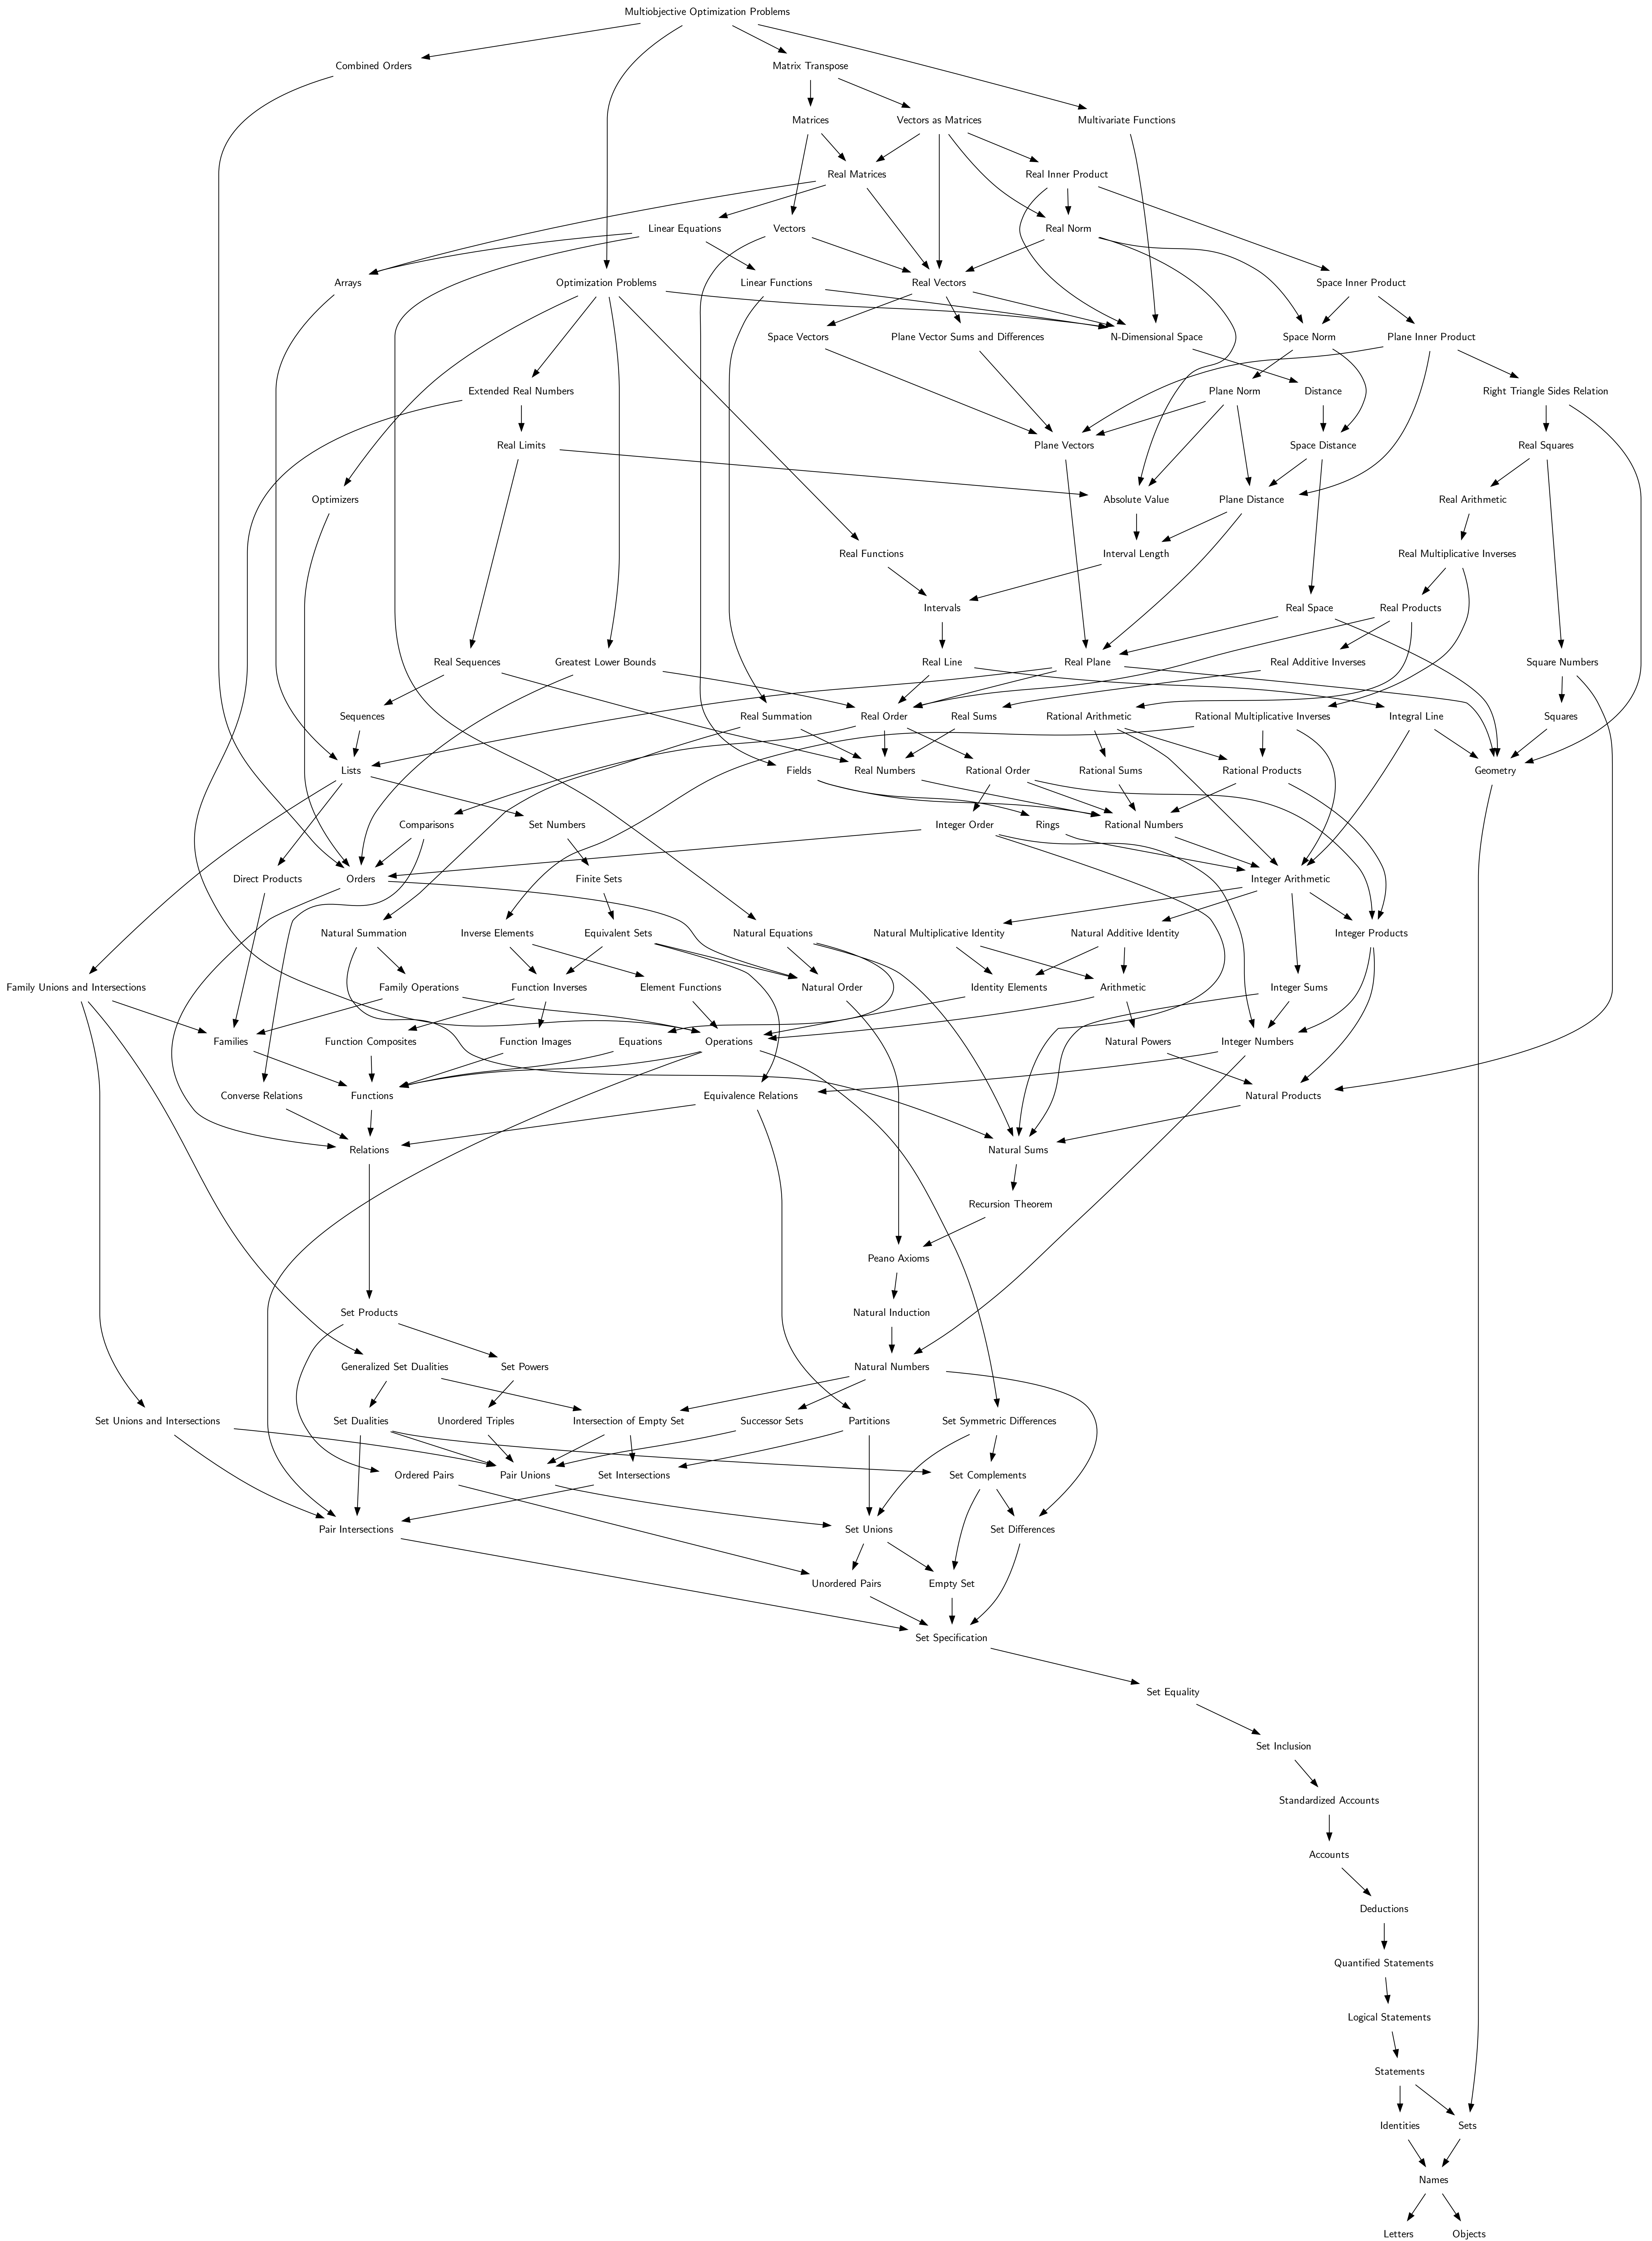 Multiobjective Optimization Problems
Combined Orders
Matrix Transpose
Matrices
Vectors as Matrices
Multivariate Functions
Real Matrices
Real Inner Product
Linear Equations
Vectors
Real Norm
Arrays
Optimization Problems
Linear Functions
Real Vectors
Space Inner Product
Space Vectors
Plane Vector Sums and Differences
N-Dimensional Space
Space Norm
Plane Inner Product
Extended Real Numbers
Plane Norm
Distance
Right Triangle Sides Relation
Real Limits
Plane Vectors
Space Distance
Real Squares
Optimizers
Absolute Value
Plane Distance
Real Arithmetic
Real Functions
Interval Length
Real Multiplicative Inverses
Intervals
Real Space
Real Products
Real Sequences
Greatest Lower Bounds
Real Line
Real Plane
Real Additive Inverses
Square Numbers
Sequences
Real Summation
Real Order
Real Sums
Rational Arithmetic
Rational Multiplicative Inverses
Integral Line
Squares
Lists
Fields
Real Numbers
Rational Order
Rational Sums
Rational Products
Geometry
Comparisons
Set Numbers
Integer Order
Rings
Rational Numbers
Direct Products
Orders
Finite Sets
Integer Arithmetic
Natural Summation
Inverse Elements
Equivalent Sets
Natural Equations
Natural Multiplicative Identity
Natural Additive Identity
Integer Products
Family Unions and Intersections
Family Operations
Function Inverses
Element Functions
Natural Order
Identity Elements
Arithmetic
Integer Sums
Families
Function Composites
Function Images
Equations
Operations
Natural Powers
Integer Numbers
Converse Relations
Functions
Equivalence Relations
Natural Products
Relations
Natural Sums
Recursion Theorem
Peano Axioms
Set Products
Natural Induction
Generalized Set Dualities
Set Powers
Natural Numbers
Set Unions and Intersections
Set Dualities
Unordered Triples
Intersection of Empty Set
Successor Sets
Partitions
Set Symmetric Differences
Ordered Pairs
Pair Unions
Set Intersections
Set Complements
Pair Intersections
Set Unions
Set Differences
Unordered Pairs
Empty Set
Set Specification
Set Equality
Set Inclusion
Standardized Accounts
Accounts
Deductions
Quantified Statements
Logical Statements
Statements
Identities
Sets
Names
Letters
Objects